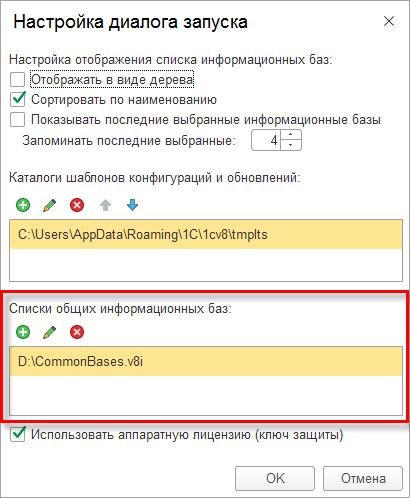 Настройка диалога запуска
Настройка отображения списка информационных баз:
Отображать в виде дерева
Сортировать по наименованию
Показывать последние выбранные информационные базы
Запоминать последние выбранные: 4
Каталоги шаблонов конфигураций и обновлений:
C:\Users\AppData\Roaming\1C\1cv8\tmplts
Списки общих информационных баз:
D:\CommonBases.v8i
Использовать аппаратную лицензию (ключ защиты)
OK Отмена